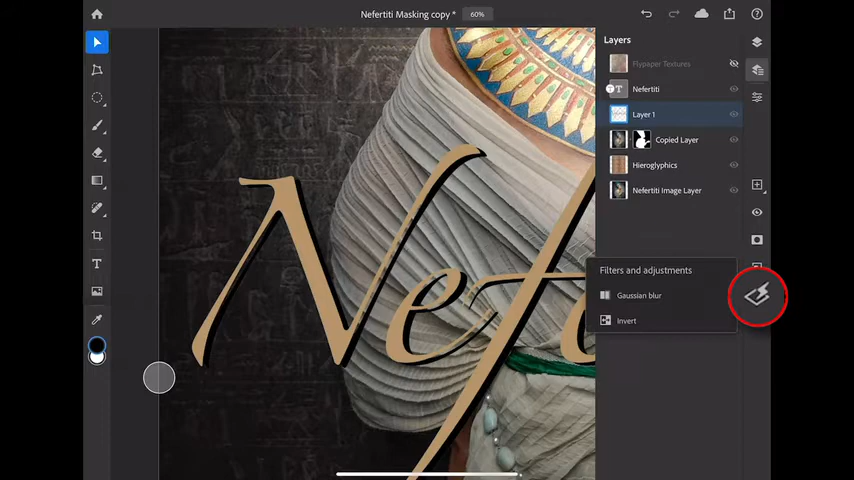 Nefertiti Masking copy * 60%
Layers
Flypaper Textures
T Nefertiti
Layer 1
Copied Layer
Hieroglyphics
Nefertiti Image Layer
Filters and adjustments
Gaussian blur
Invert
T
Nefe